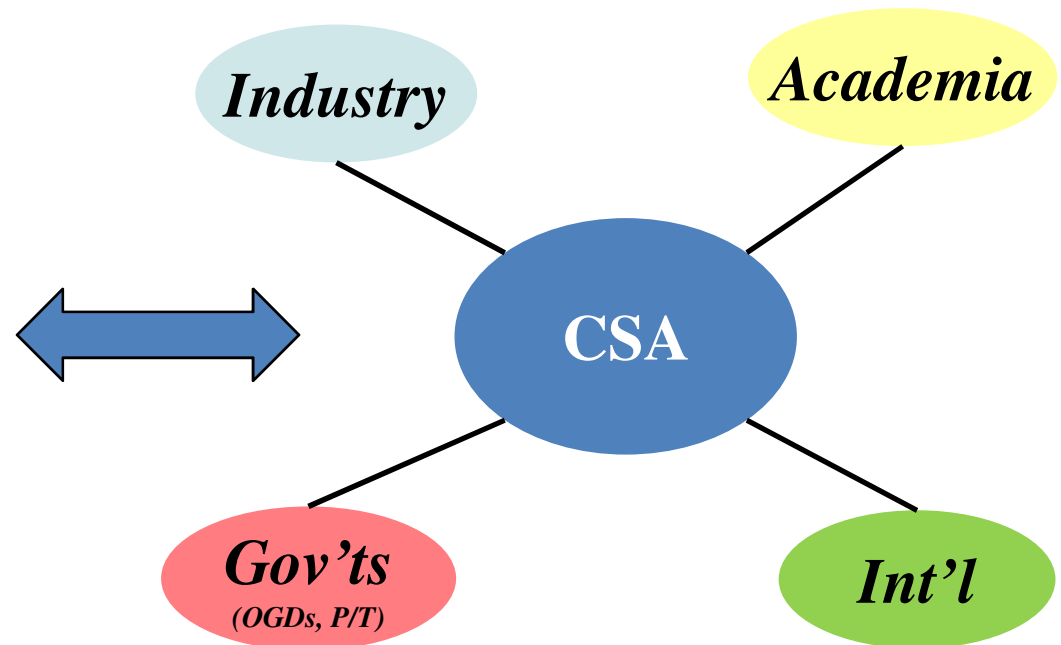 Industry
Academia
CSA
Gov’ts
(OGDs, P/T)
Int’l